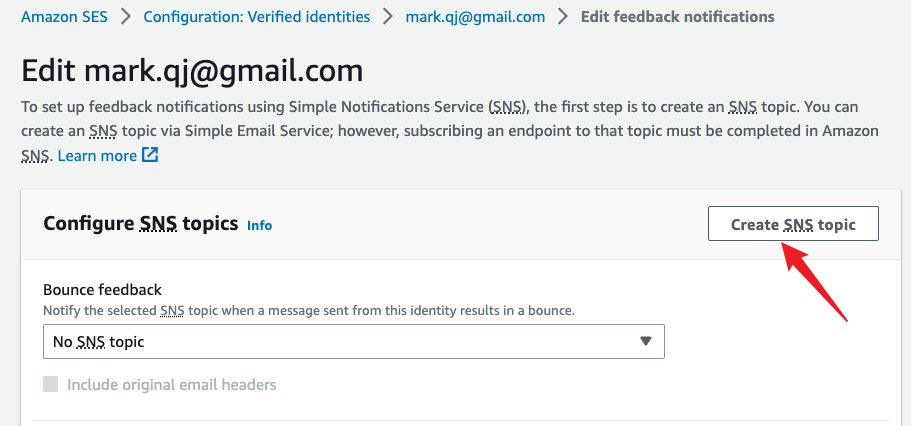 Amazon SES > Configuration: Verified identities > mark.qj@gmail.com > Edit feedback notifications
Edit mark.qj@gmail.com
To set up feedback notifications using Simple Notifications Service (SNS), the first step is to create an SNS topic. You can
create an SNS topic via Simple Email Service; however, subscribing an endpoint to that topic must be completed in Amazon
SNS. Learn more
Configure SNS topics Info
Create SNS topic
Bounce feedback
Notify the selected SNS topic when a message sent from this identity results in a bounce.
No SNS topic
Include original email headers